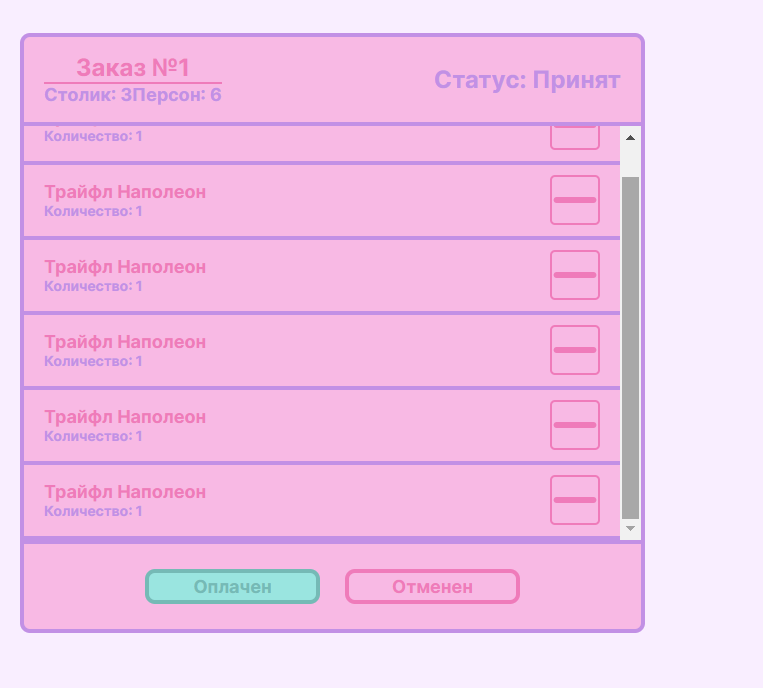 Заказ №1
Столик: 3Персон: 6
Статус: Принят
Количество: 1
Трайфл Наполеон
Количество: 1
Трайфл Наполеон
Количество: 1
Трайфл Наполеон
Количество: 1
Трайфл Наполеон
Количество: 1
Трайфл Наполеон
Количество: 1
Оплачен
Отменен